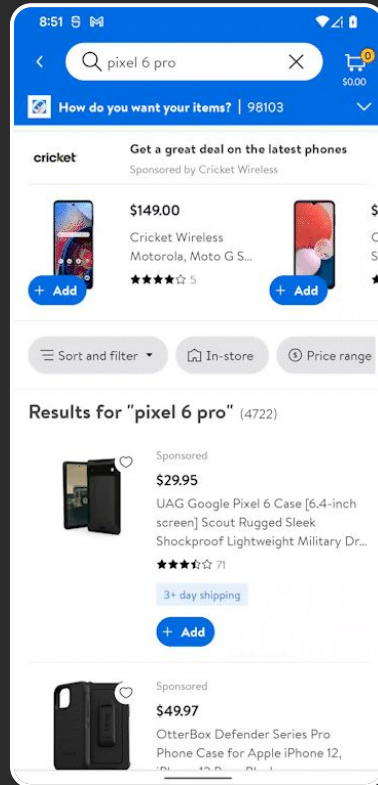 8:51
pixel 6 pro
0
$0.00
How do you want your items? | 98103
cricket
Get a great deal on the latest phones
Sponsored by Cricket Wireless
$149.00
Cricket Wireless
Motorola, Moto G S...
5
+ Add
+ Add
$
C
S
Sort and filter
In-store
Price range
Results for "pixel 6 pro" (4722)
Sponsored
$29.95
UAG Google Pixel 6 Case [6.4-inch
screen] Scout Rugged Sleek
Shockproof Lightweight Military Dr...
71
3+ day shipping
+ Add
Sponsored
$49.97
OtterBox Defender Series Pro
Phone Case for Apple iPhone 12,